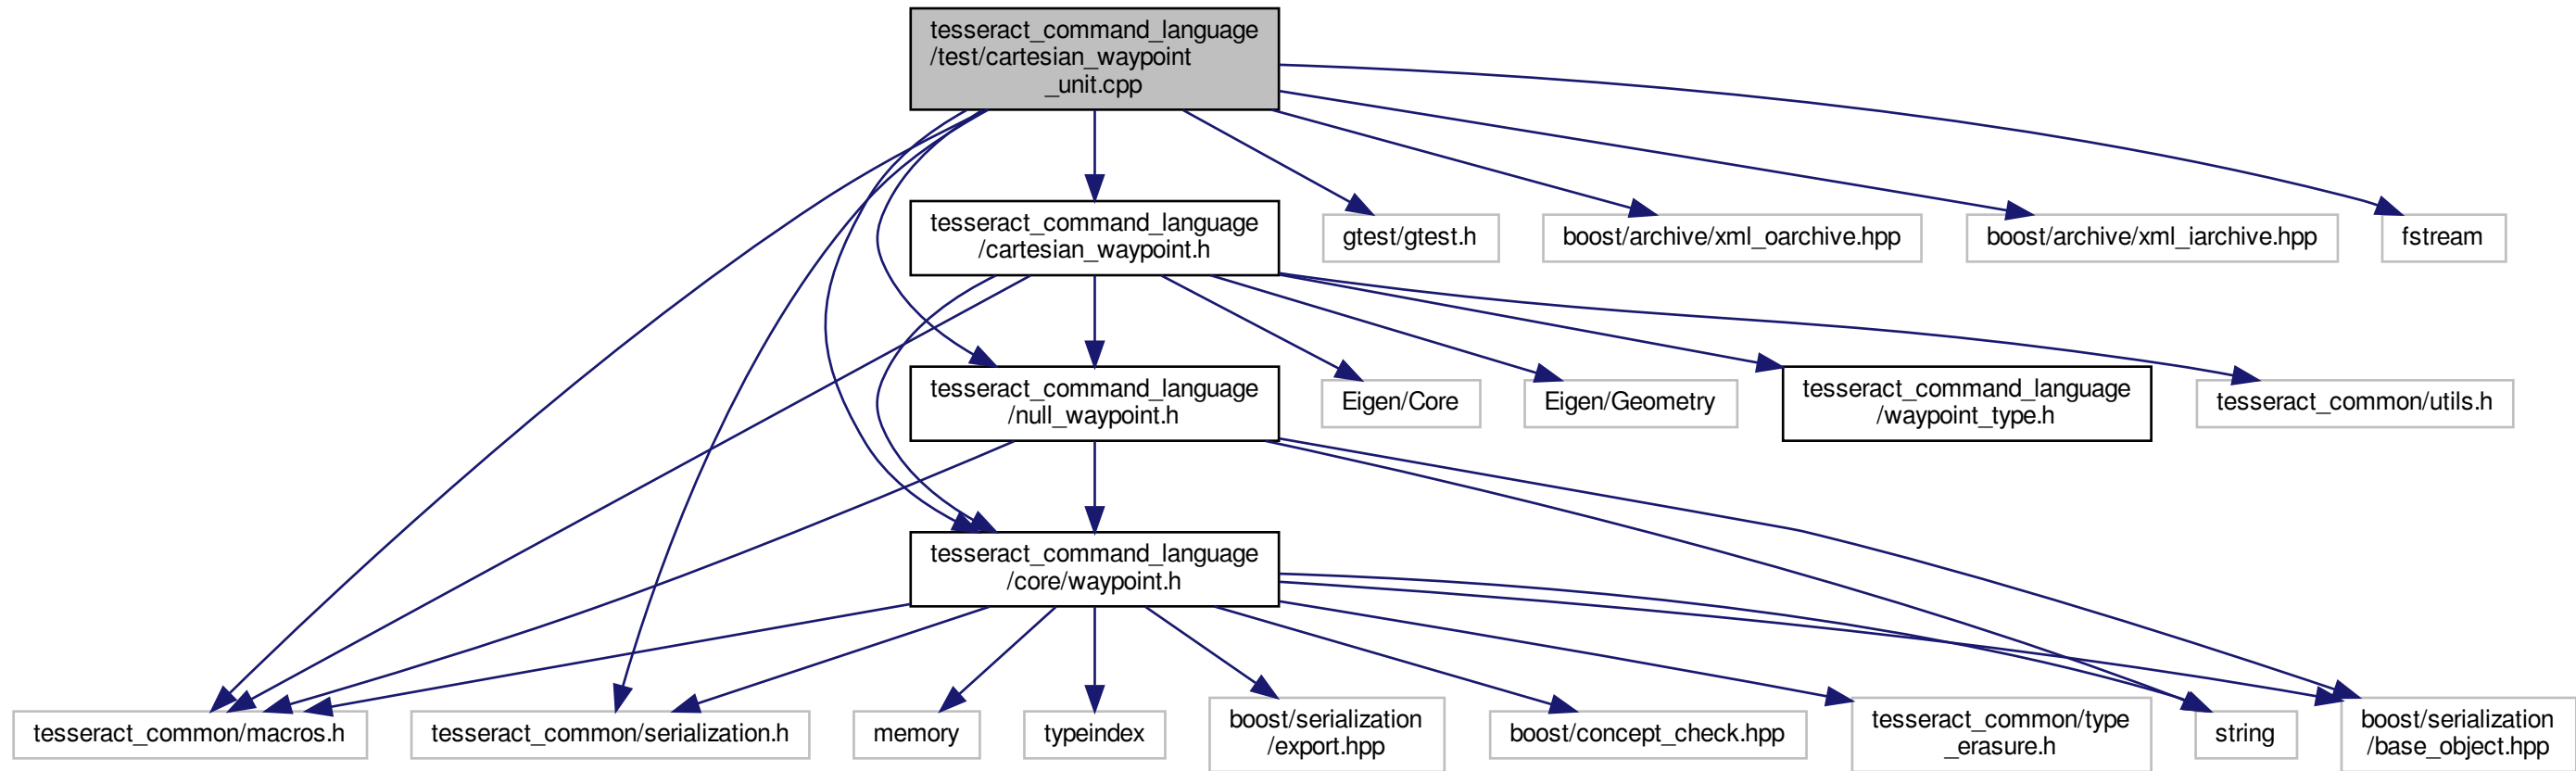 tesseract_command_language
/test/cartesian_waypoint
_unit.cpp
tesseract_command_language
/cartesian_waypoint.h
gtest/gtest.h
boost/archive/xml_oarchive.hpp
boost/archive/xml_iarchive.hpp
fstream
tesseract_command_language
/null_waypoint.h
Eigen/Core
Eigen/Geometry
tesseract_command_language
/waypoint_type.h
tesseract_common/utils.h
tesseract_command_language
/core/waypoint.h
tesseract_common/macros.h
tesseract_common/serialization.h
memory
typeindex
boost/serialization
/export.hpp
boost/concept_check.hpp
tesseract_common/type
_erasure.h
string
boost/serialization
/base_object.hpp